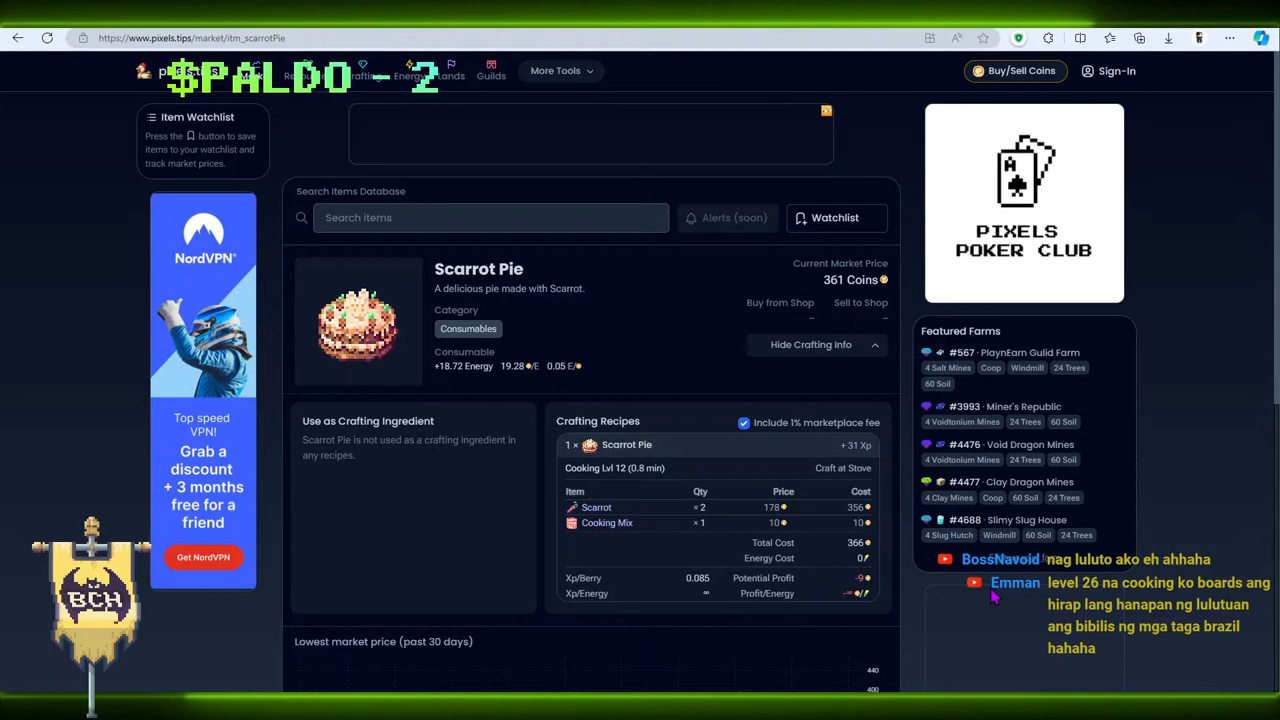 https://www.pixels.tips/market/itm_scarrotPie
$PALDO - 2
Energy
Lands
Guilds
More Tools
Buy/Sell Coins
Sign-In
Item Watchlist
Press the button to save
items to your watchlist and
track market prices.
NordVPN®
Top speed
VPN!
Grab a
discount
+ 3 months
free for a
friend
Get NordVPN
Search Items Database
Search items
Alerts (soon)
Watchlist
Scarrot Pie
A delicious pie made with Scarrot.
Category
Consumables
Consumable
+18.72 Energy 19.28 /E 0.05 E/
Current Market Price
361 Coins
Buy from Shop Sell to Shop
– –
Hide Crafting Info
Use as Crafting Ingredient
Scarrot Pie is not used as a crafting ingredient in
any recipes.
Crafting Recipes
Include 1% marketplace fee
1 × Scarrot Pie + 31 Xp
Cooking Lvl 12 (0.8 min) Craft at Stove
Item Qty Price Cost
Scarrot × 2 178 356
Cooking Mix × 1 10 10
Total Cost 366
Energy Cost 0
Xp/Berry 0.085 Potential Profit -9
Xp/Energy ∞ Profit/Energy -∞ /
Lowest market price (past 30 days)
440
400
A
PIXELS
POKER CLUB
Featured Farms
#567 · PlaynEarn Guild Farm
4 Salt Mines Coop Windmill 24 Trees
60 Soil
#3993 · Miner's Republic
4 Voidtonium Mines 24 Trees 60 Soil
#4476 · Void Dragon Mines
4 Voidtonium Mines 24 Trees 60 Soil
#4477 · Clay Dragon Mines
4 Clay Mines Coop 60 Soil 24 Trees
#4688 · Slimy Slug House
4 Slug Hutch Windmill 60 Soil 24 Trees
BossNavoid nag luluto ako eh ahhaha
Emman level 26 na cooking ko boards ang
hirap lang hanapan ng lulutuan
ang bibilis ng mga taga brazil
hahaha
BCH